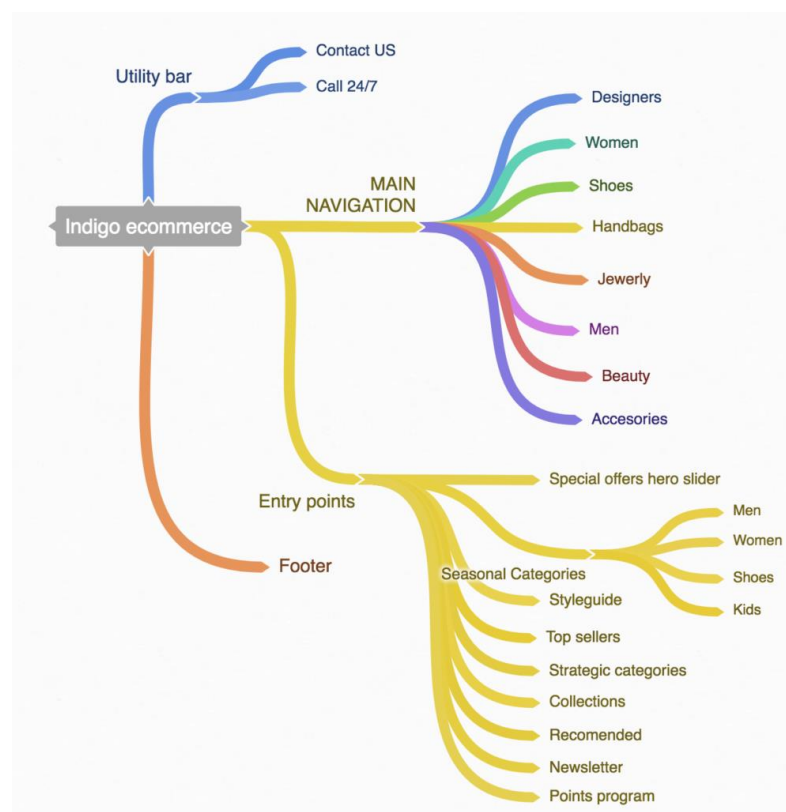 Utility bar
Contact US
Call 24/7
Indigo ecommerce
MAIN
NAVIGATION
Designers
Women
Shoes
Handbags
Jewerly
Men
Beauty
Accesories
Entry points
Special offers hero slider
Seasonal Categories
Men
Women
Shoes
Kids
Styleguide
Top sellers
Strategic categories
Collections
Recomended
Newsletter
Points program
Footer